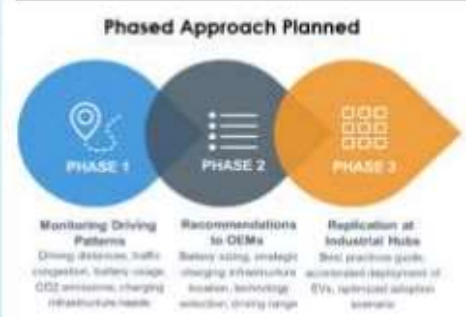 Phased Approach Planned
PHASE 1
PHASE 2
PHASE 3
Monitoring Driving
Patterns
Driving distances, traffic
congestion, battery usage,
CO2 emissions, charging
infrastructure needs
Recommendations
to OEMs
Battery sizing, strategic
charging infrastructure
location, technology
selection, driving range
Replication at
Industrial Hubs
Best practices guide,
accelerated deployment of
EVs, optimized adoption
scenario